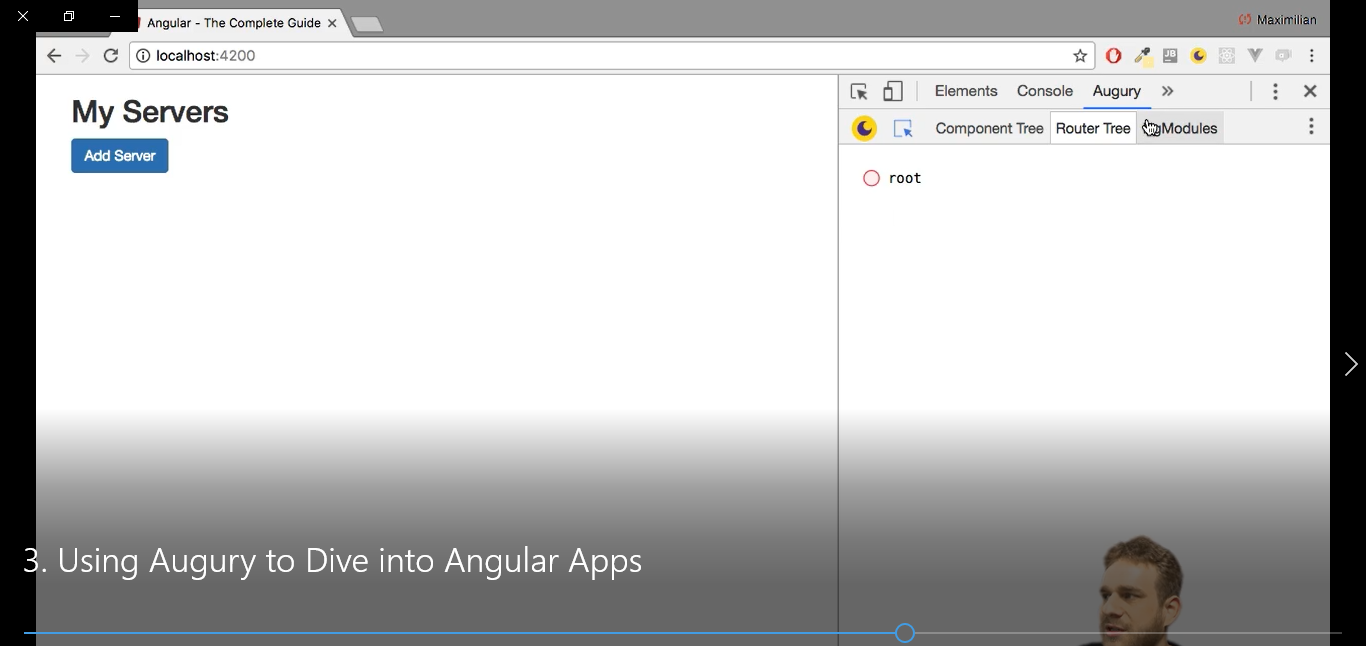 Angular - The Complete Guide
Maximilian
localhost:4200
My Servers
Add Server
Elements Console Augury »
Component Tree Router Tree NgModules
root
3. Using Augury to Dive into Angular Apps